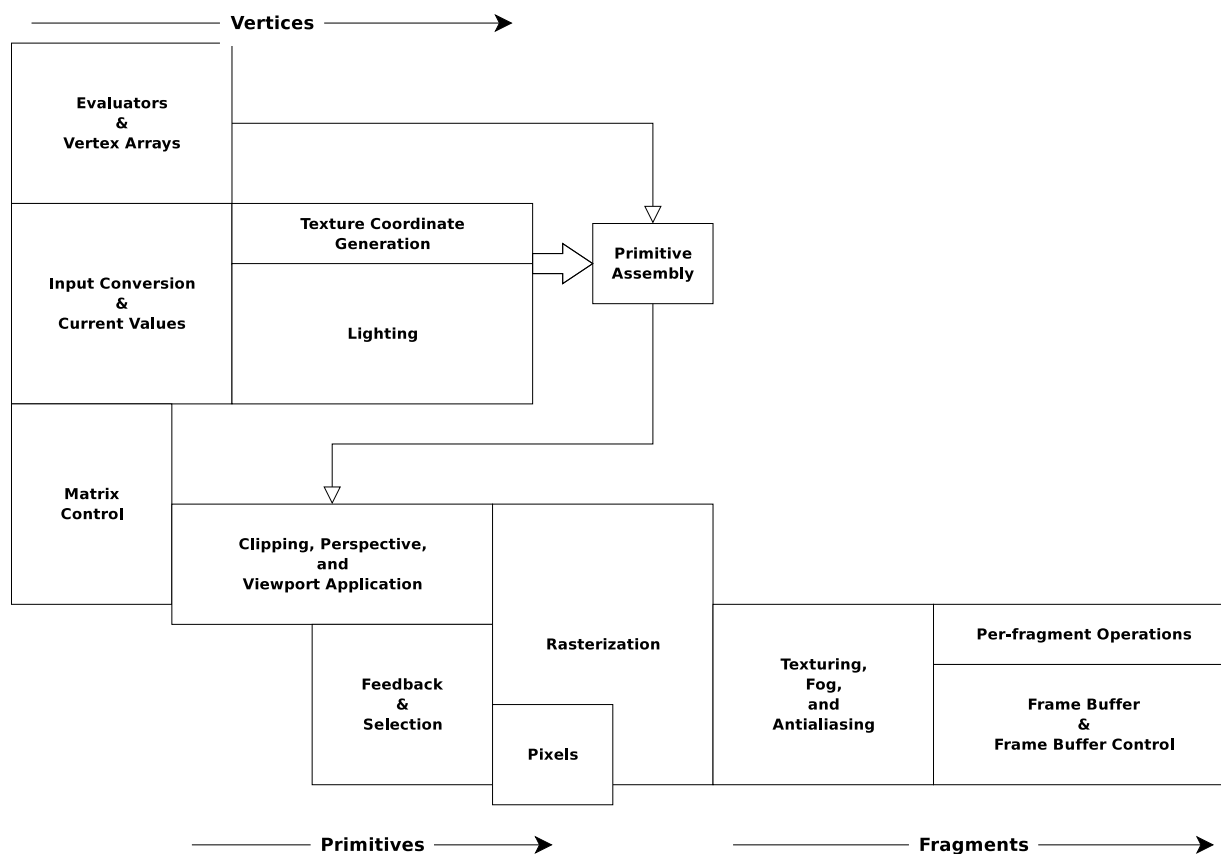 Vertices
Evaluators
&
Vertex Arrays
Texture Coordinate
Generation
Primitive
Assembly
Input Conversion
&
Current Values
Lighting
Matrix
Control
Clipping, Perspective,
and
Viewport Application
Rasterization
Per-fragment Operations
Texturing,
Fog,
and
Antialiasing
Feedback
&
Selection
Frame Buffer
&
Frame Buffer Control
Pixels
Primitives
Fragments